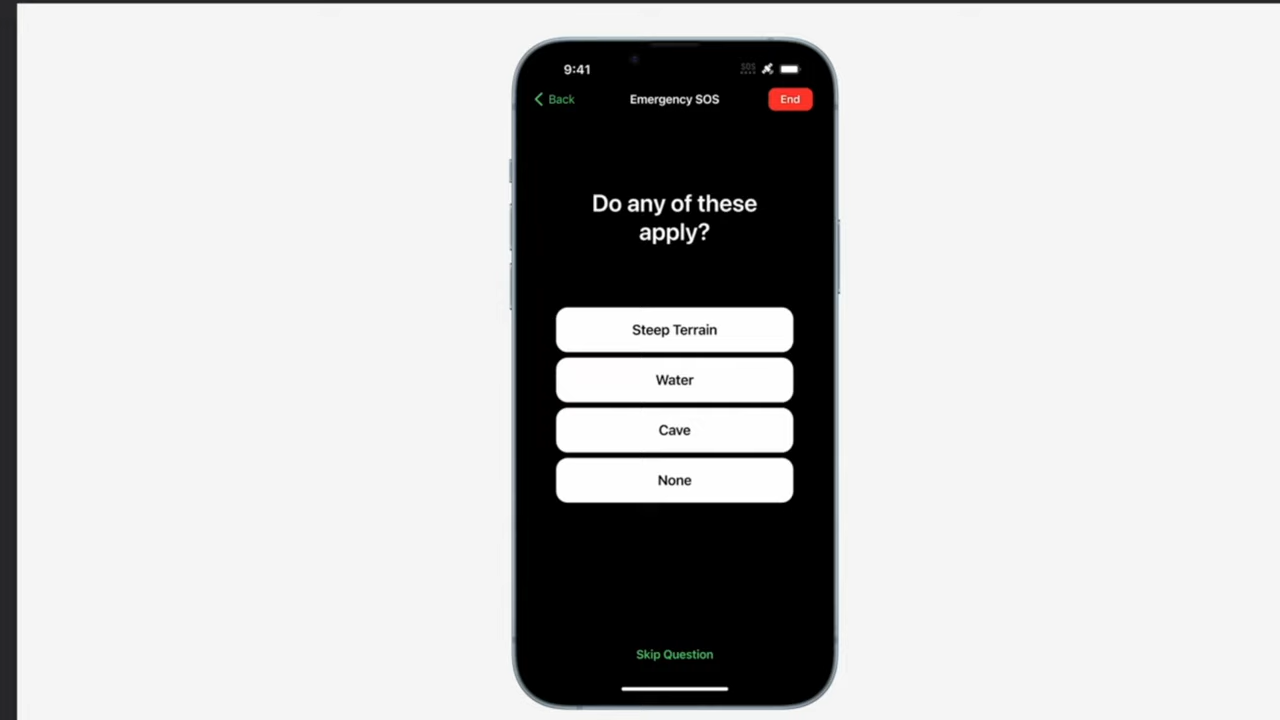 9:41
SOS
Back
Emergency SOS
End
Do any of these
apply?
Steep Terrain
Water
Cave
None
Skip Question